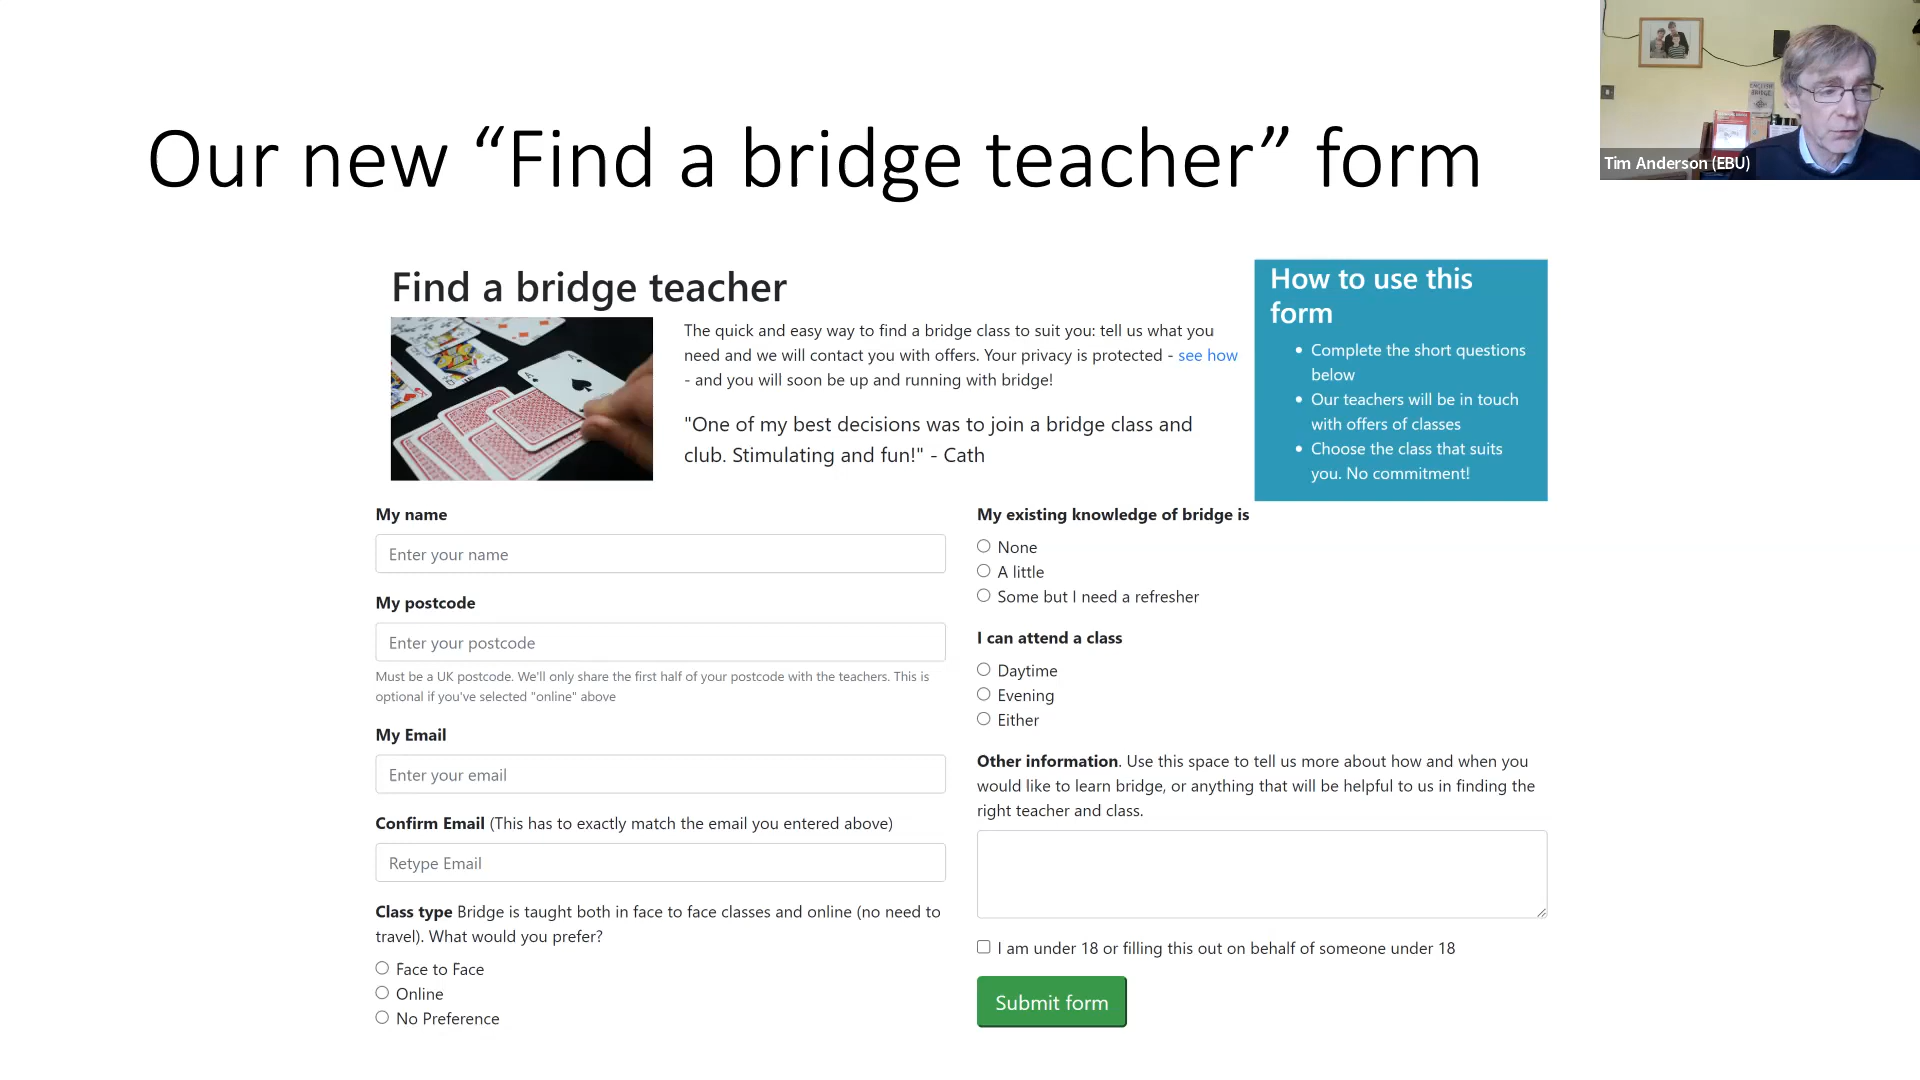 Our new “Find a bridge teacher” form
ENGLISH
BRIDGE
Tim Anderson (EBU)
Find a bridge teacher
The quick and easy way to find a bridge class to suit you: tell us what you
need and we will contact you with offers. Your privacy is protected - see how
- and you will soon be up and running with bridge!
"One of my best decisions was to join a bridge class and
club. Stimulating and fun!" - Cath
How to use this
form
• Complete the short questions
below
• Our teachers will be in touch
with offers of classes
• Choose the class that suits
you. No commitment!
My name
Enter your name
My postcode
Enter your postcode
Must be a UK postcode. We'll only share the first half of your postcode with the teachers. This is
optional if you've selected "online" above
My Email
Enter your email
Confirm Email (This has to exactly match the email you entered above)
Retype Email
Class type Bridge is taught both in face to face classes and online (no need to
travel). What would you prefer?
Face to Face
Online
No Preference
My existing knowledge of bridge is
None
A little
Some but I need a refresher
I can attend a class
Daytime
Evening
Either
Other information. Use this space to tell us more about how and when you
would like to learn bridge, or anything that will be helpful to us in finding the
right teacher and class.
I am under 18 or filling this out on behalf of someone under 18
Submit form